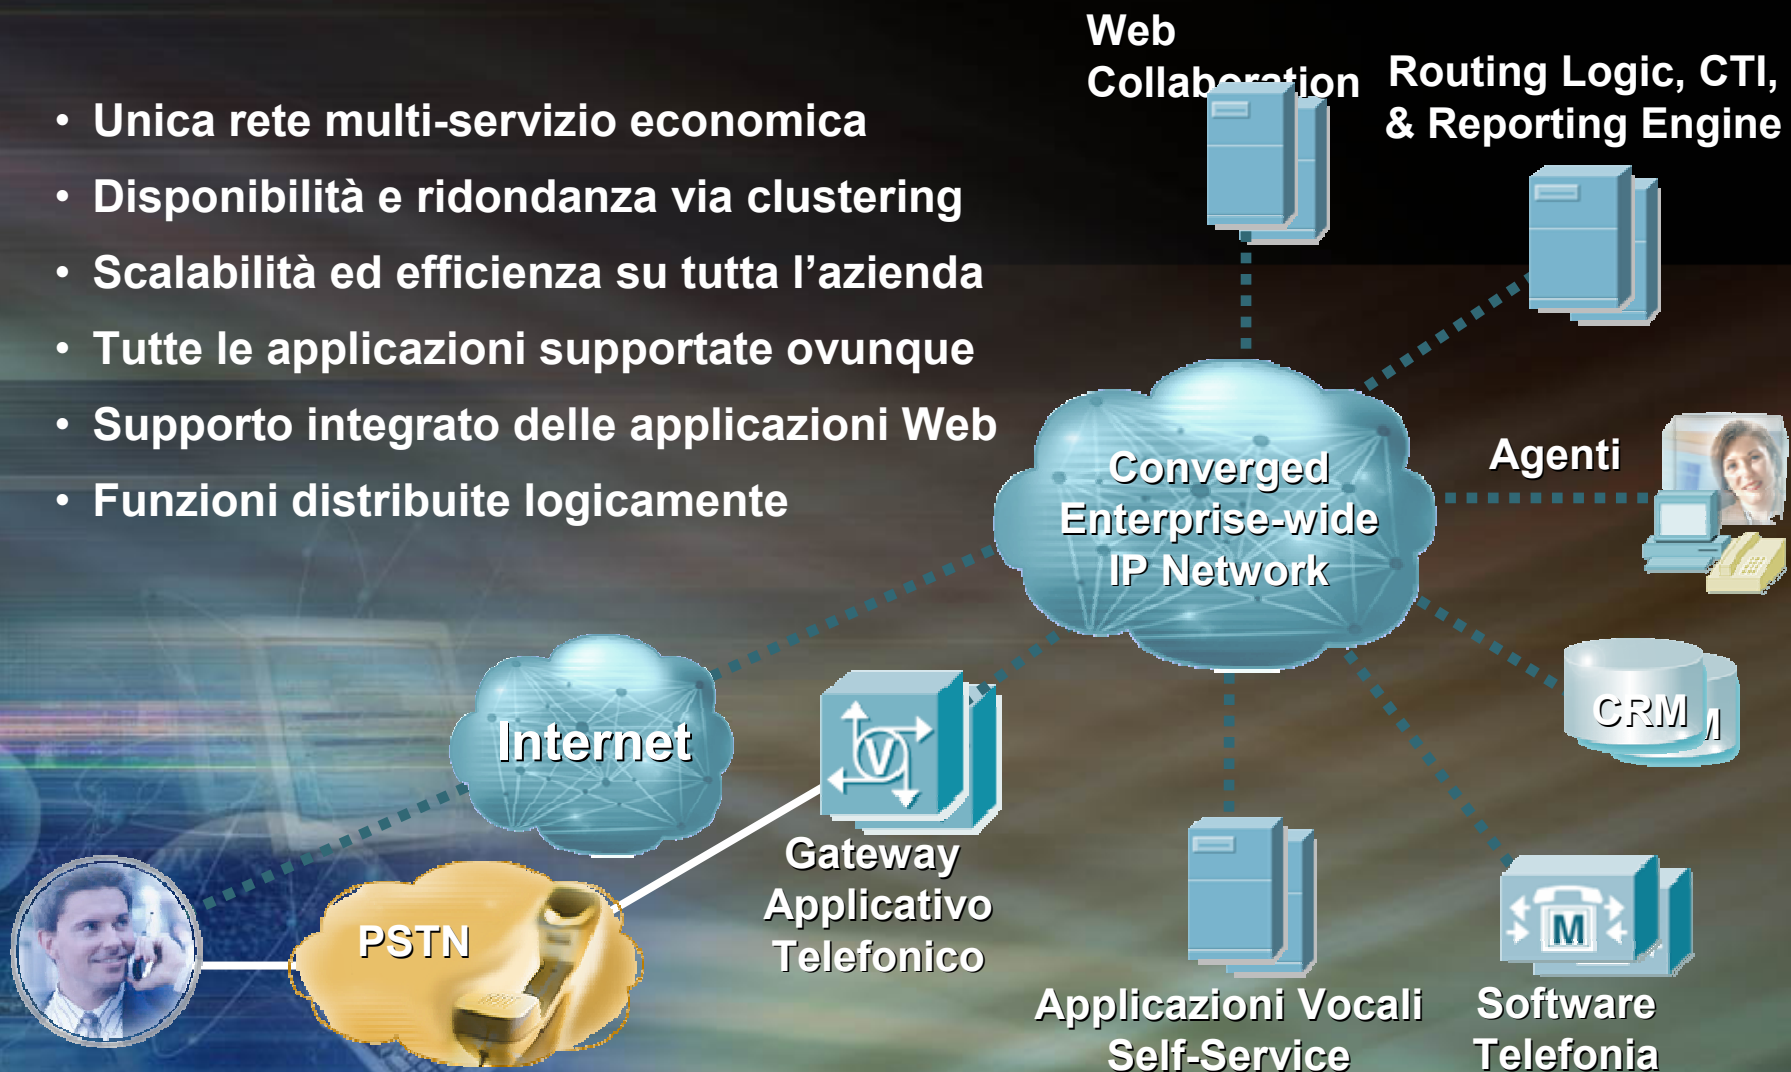 Web
Collaboration
Routing Logic, CTI,
& Reporting Engine
• Unica rete multi-servizio economica
• Disponibilità e ridondanza via clustering
• Scalabilità ed efficienza su tutta l’azienda
• Tutte le applicazioni supportate ovunque
• Supporto integrato delle applicazioni Web
• Funzioni distribuite logicamente
Converged
Enterprise-wide
IP Network
Agenti
CRM
M
Internet
V
Gateway
Applicativo
Telefonico
PSTN
M
Applicazioni Vocali
Self-Service
Software
Telefonia